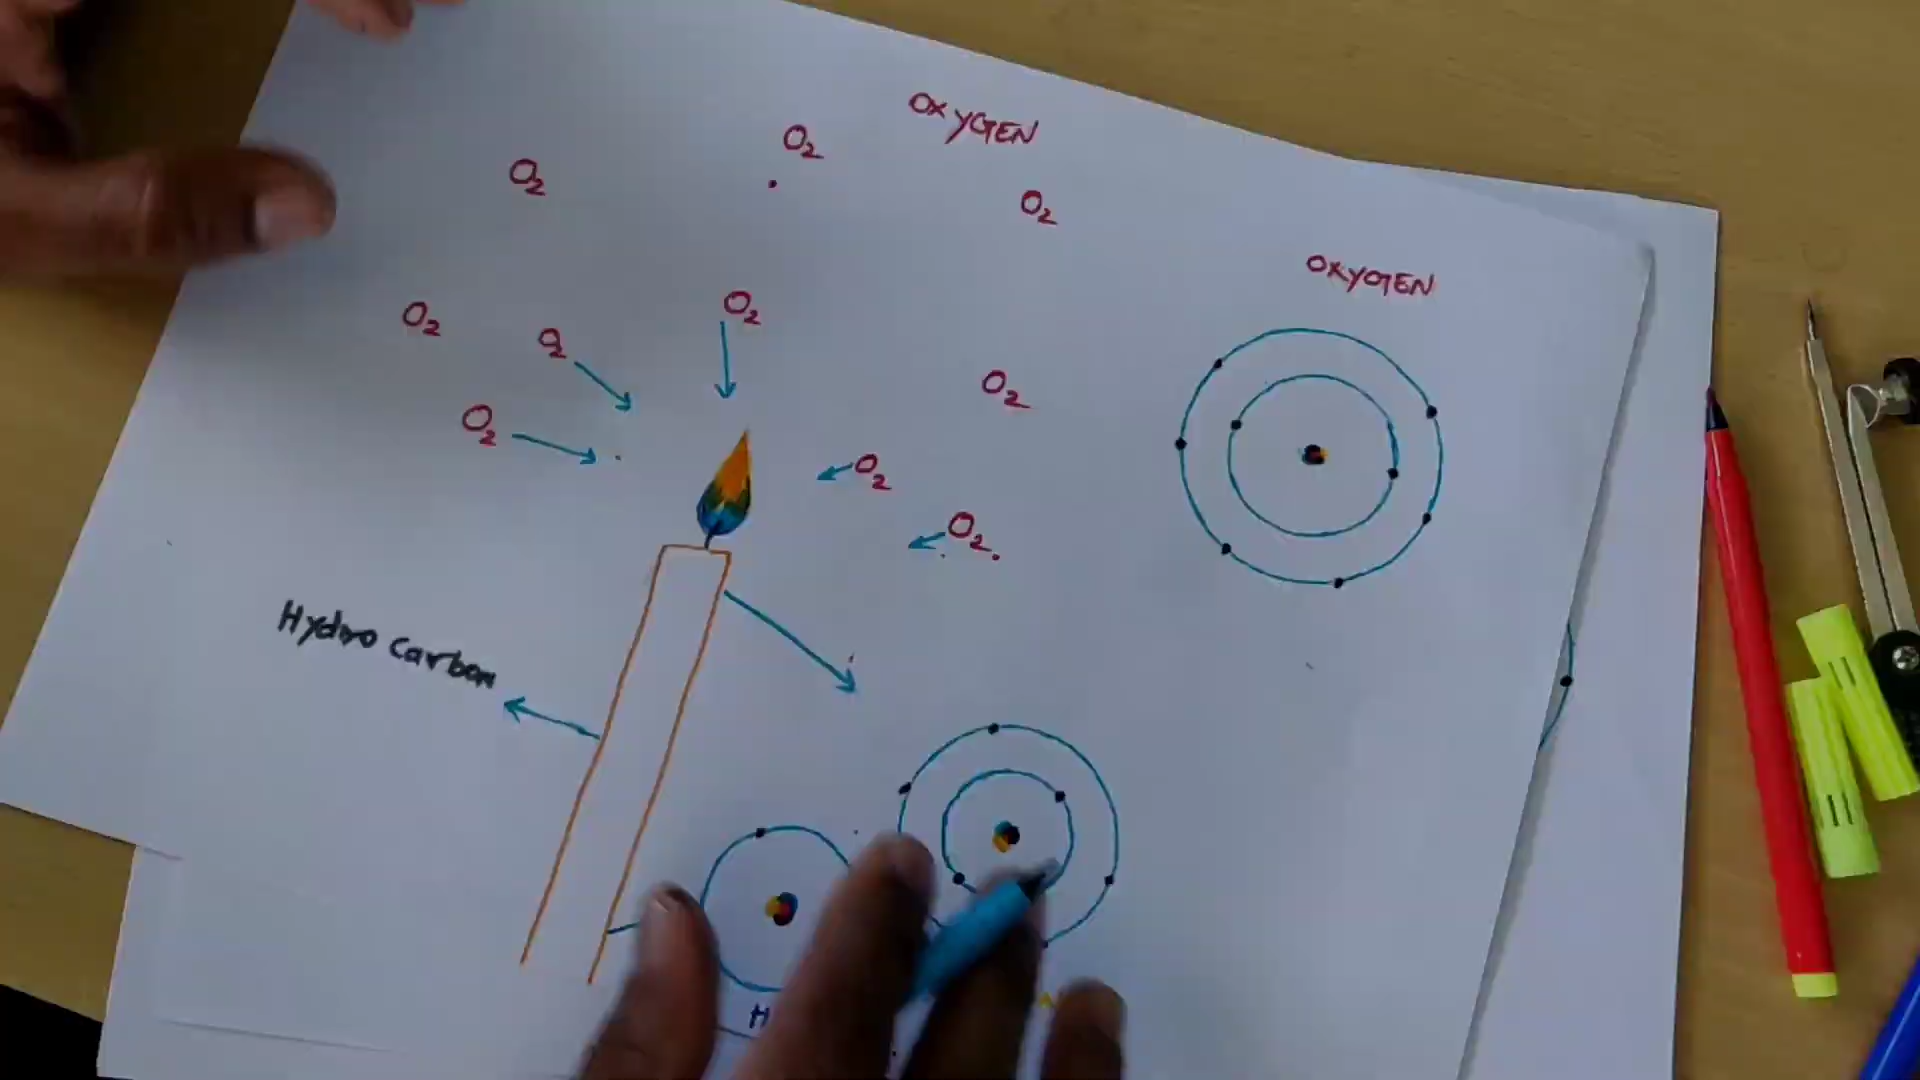 OXYGEN
O₂
O₂
O₂
OXYGEN
O₂
O₂
O₂
O₂
O₂
O₂
O₂
Hydro Carbon
H